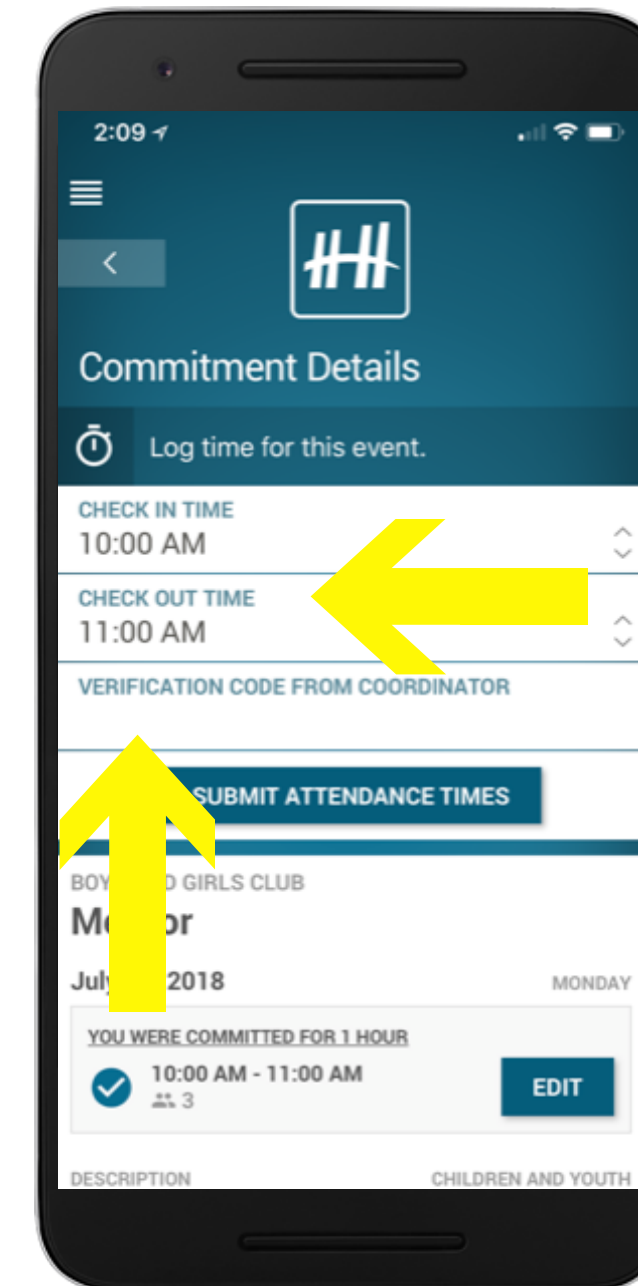 2:09
Commitment Details
Log time for this event.
CHECK IN TIME
10:00 AM
CHECK OUT TIME
11:00 AM
VERIFICATION CODE FROM COORDINATOR
SUBMIT ATTENDANCE TIMES
GIRLS CLUB
2018 MONDAY
YOU WERE COMMITTED FOR 1 HOUR
10:00 AM - 11:00 AM
3
EDIT
DESCRIPTION CHILDREN AND YOUTH